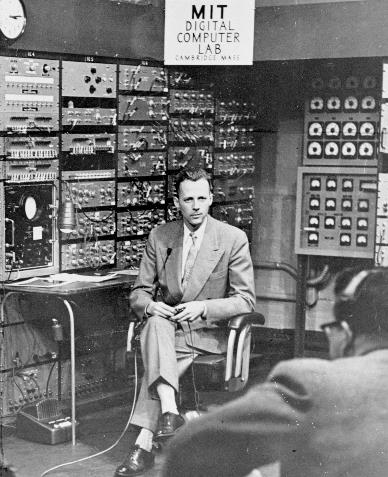 MIT
DIGITAL
COMPUTER
LAB
CAMBRIDGE MASS